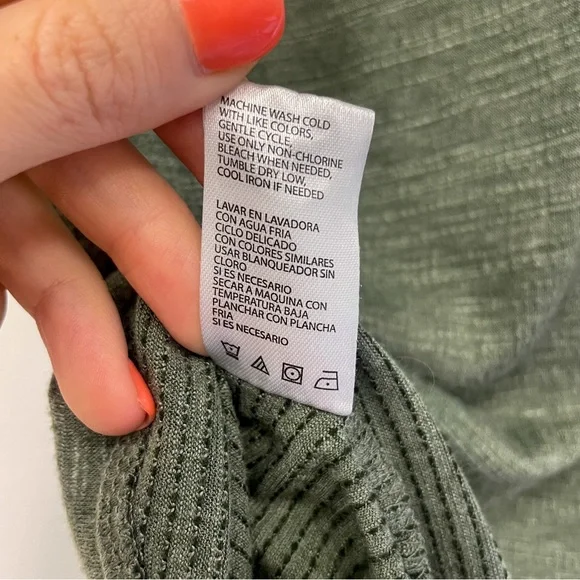 MACHINE WASH COLD
WITH LIKE COLORS,
GENTLE CYCLE,
USE ONLY NON-CHLORINE
BLEACH WHEN NEEDED,
TUMBLE DRY LOW,
COOL IRON IF NEEDED
LAVAR EN LAVADORA
CON AGUA FRIA
CICLO DELICADO
CON COLORES SIMILARES
USAR BLANQUEADOR SIN
CLORO
SI ES NECESARIO
SECAR A MAQUINA CON
TEMPERATURA BAJA
PLANCHAR CON PLANCHA
FRIA
SI ES NECESARIO